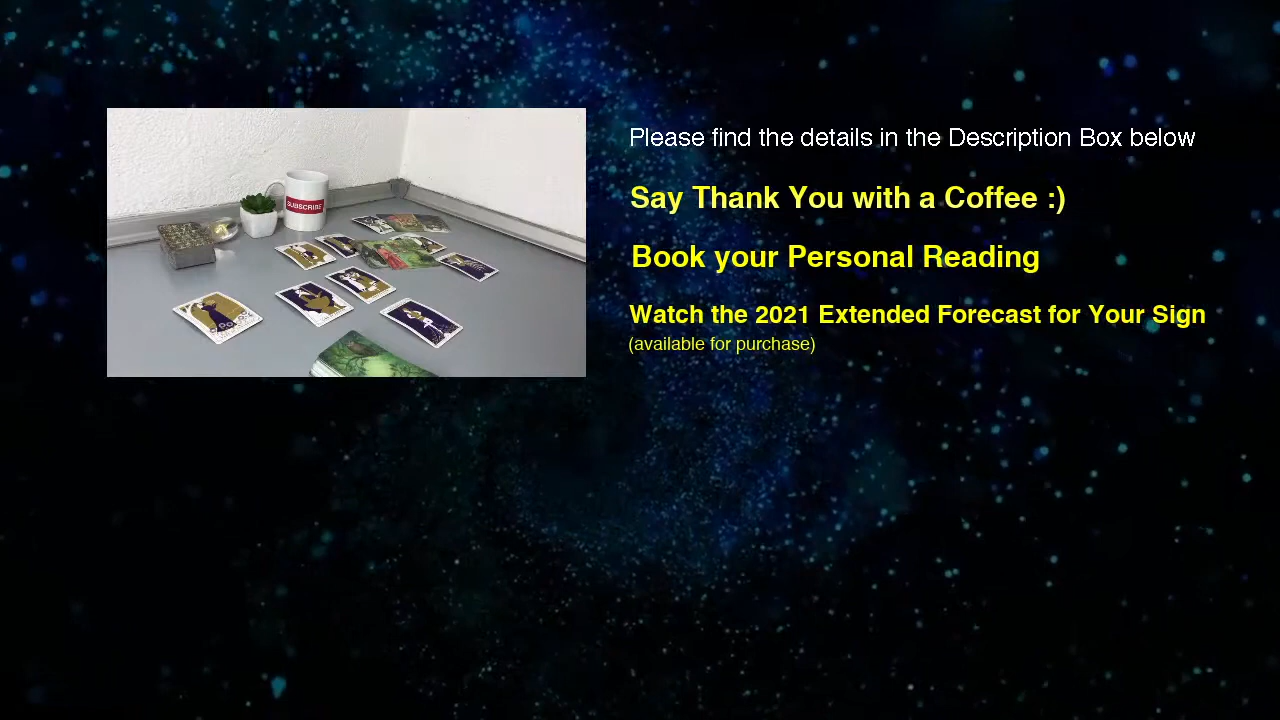 Please find the details in the Description Box below
Say Thank You with a Coffee :)
Book your Personal Reading
Watch the 2021 Extended Forecast for Your Sign
(available for purchase)
SUBSCRIBE